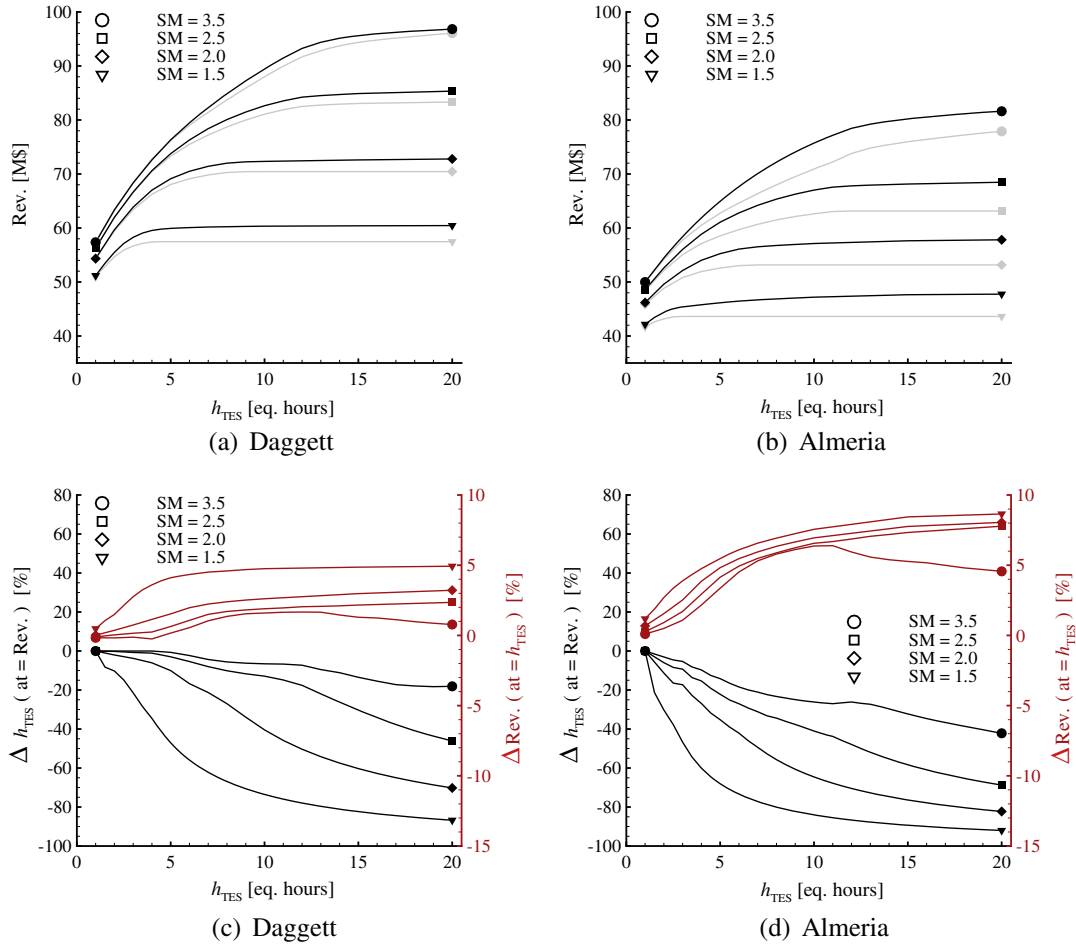 100
90
80
70
60
50
40
Rev. [M$]
SM = 3.5
SM = 2.5
SM = 2.0
SM = 1.5
0 5 10 15 20
h_TES [eq. hours]
(a) Daggett
100
90
80
70
60
50
40
Rev. [M$]
SM = 3.5
SM = 2.5
SM = 2.0
SM = 1.5
0 5 10 15 20
h_TES [eq. hours]
(b) Almeria
80
60
40
20
0
-20
-40
-60
-80
-100
Δ h_TES ( at = Rev. ) [%]
SM = 3.5
SM = 2.5
SM = 2.0
SM = 1.5
10
5
0
-5
-10
-15
Δ Rev. ( at = h_TES ) [%]
0 5 10 15 20
h_TES [eq. hours]
(c) Daggett
80
60
40
20
0
-20
-40
-60
-80
-100
Δ h_TES ( at = Rev. ) [%]
SM = 3.5
SM = 2.5
SM = 2.0
SM = 1.5
10
5
0
-5
-10
-15
Δ Rev. ( at = h_TES ) [%]
0 5 10 15 20
h_TES [eq. hours]
(d) Almeria